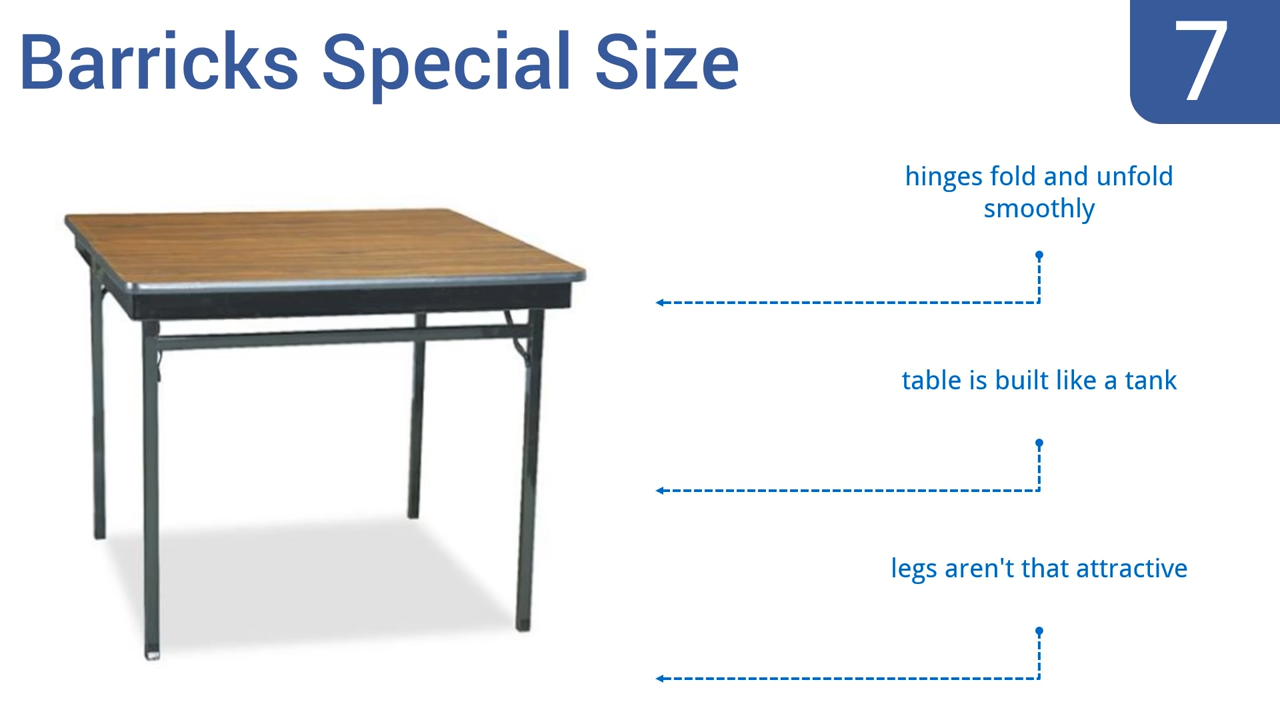 Barricks Special Size
7
hinges fold and unfold
smoothly
table is built like a tank
legs aren't that attractive